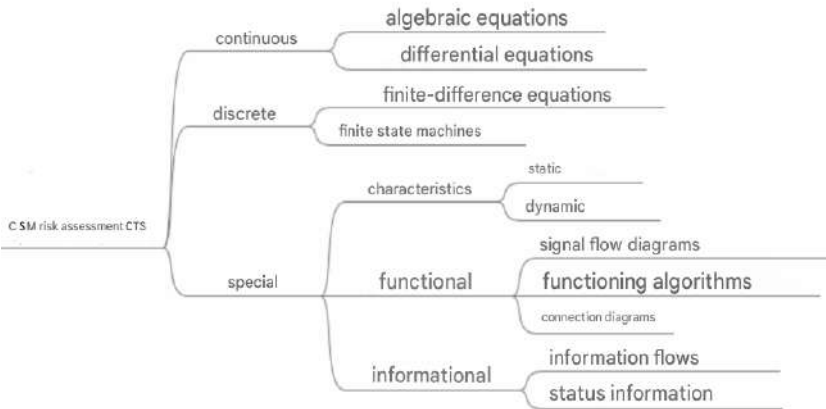 algebraic equations
continuous
differential equations
finite-difference equations
discrete
finite state machines
static
characteristics
dynamic
CSM risk assessment CTS
signal flow diagrams
special
functional
functioning algorithms
connection diagrams
information flows
informational
status information